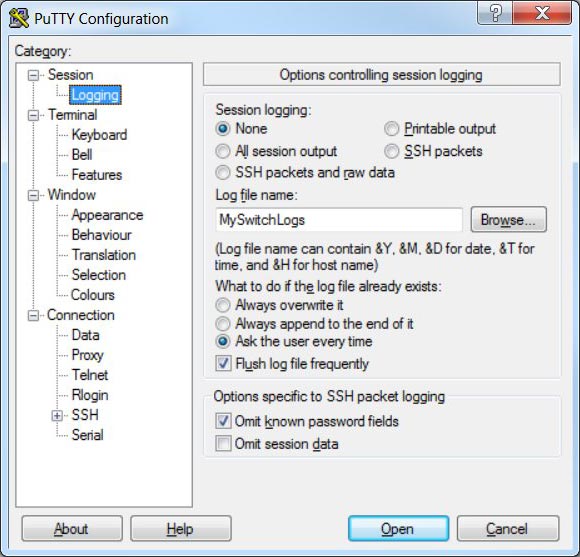 PuTTY Configuration
Category:
Session
Logging
Terminal
Keyboard
Bell
Features
Window
Appearance
Behaviour
Translation
Selection
Colours
Connection
Data
Proxy
Telnet
Rlogin
SSH
Serial
Options controlling session logging
Session logging:
None Printable output
All session output SSH packets
SSH packets and raw data
Log file name:
MySwitchLogs Browse...
(Log file name can contain &Y, &M, &D for date, &T for
time, and &H for host name)
What to do if the log file already exists:
Always overwrite it
Always append to the end of it
Ask the user every time
Flush log file frequently
Options specific to SSH packet logging
Omit known password fields
Omit session data
About Help Open Cancel